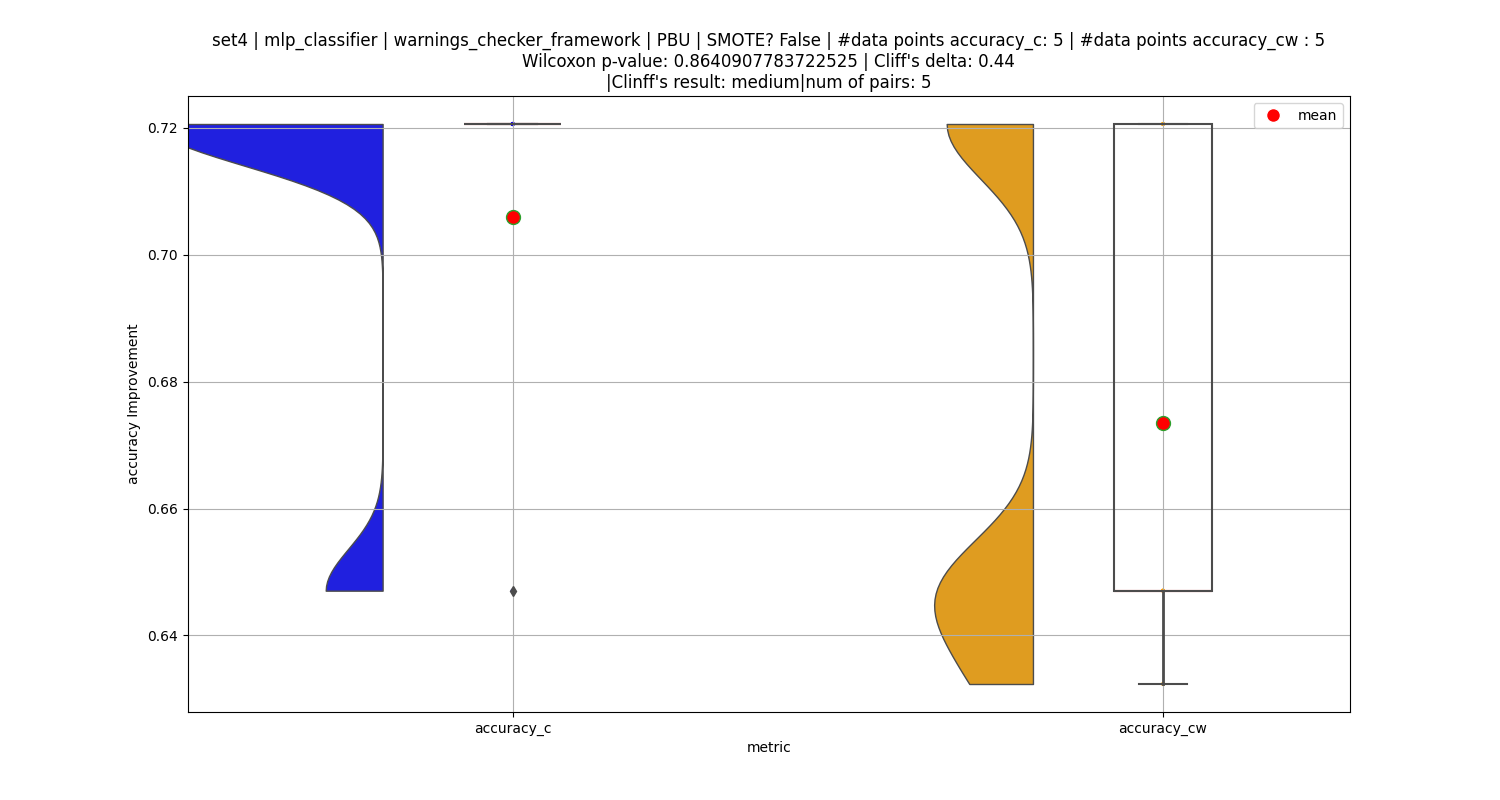 set4 | mlp_classifier | warnings_checker_framework | PBU | SMOTE? False | #data points accuracy_c: 5 | #data points accuracy_cw : 5
Wilcoxon p-value: 0.8640907783722525 | Cliff's delta: 0.44
|Clinff's result: medium|num of pairs: 5
mean
0.72
0.70
0.68
0.66
0.64
accuracy Improvement
accuracy_c
accuracy_cw
metric